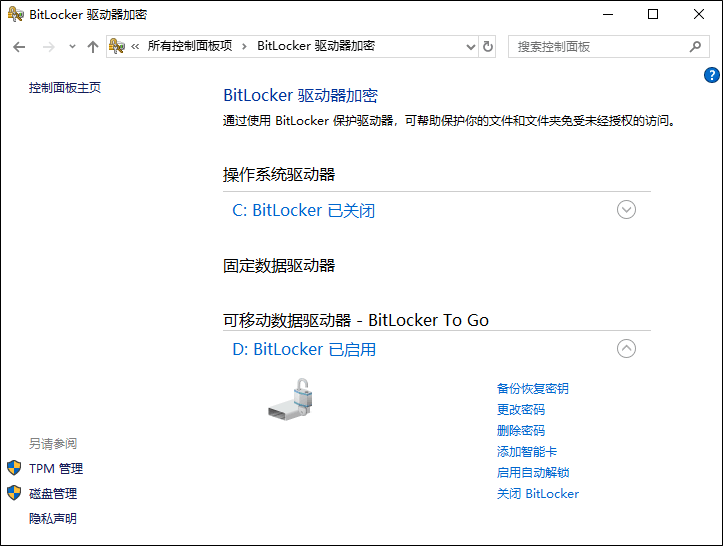 BitLocker 驱动器加密
« 所有控制面板项 › BitLocker 驱动器加密
搜索控制面板
?
控制面板主页
BitLocker 驱动器加密
通过使用 BitLocker 保护驱动器，可帮助保护你的文件和文件夹免受未经授权的访问。
操作系统驱动器
C: BitLocker 已关闭
固定数据驱动器
可移动数据驱动器 - BitLocker To Go
D: BitLocker 已启用
备份恢复密钥
更改密码
删除密码
添加智能卡
启用自动解锁
关闭 BitLocker
另请参阅
TPM 管理
磁盘管理
隐私声明